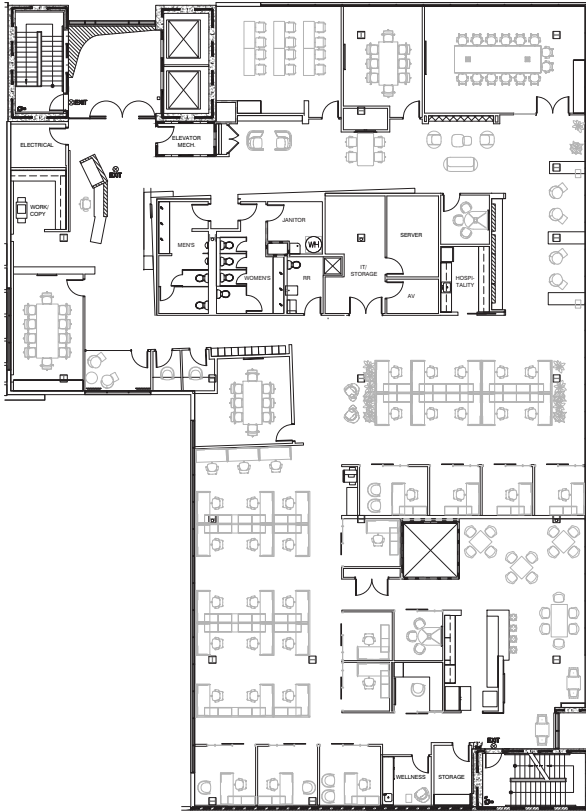 EXIT
ELECTRICAL
ELEVATOR
MECH.
EXIT
WORK/
COPY
MEN'S
WOMEN'S
JANITOR
WH
RR
IT/
STORAGE
SERVER
AV
HOSPI-
TALITY
EXIT
WELLNESS
STORAGE